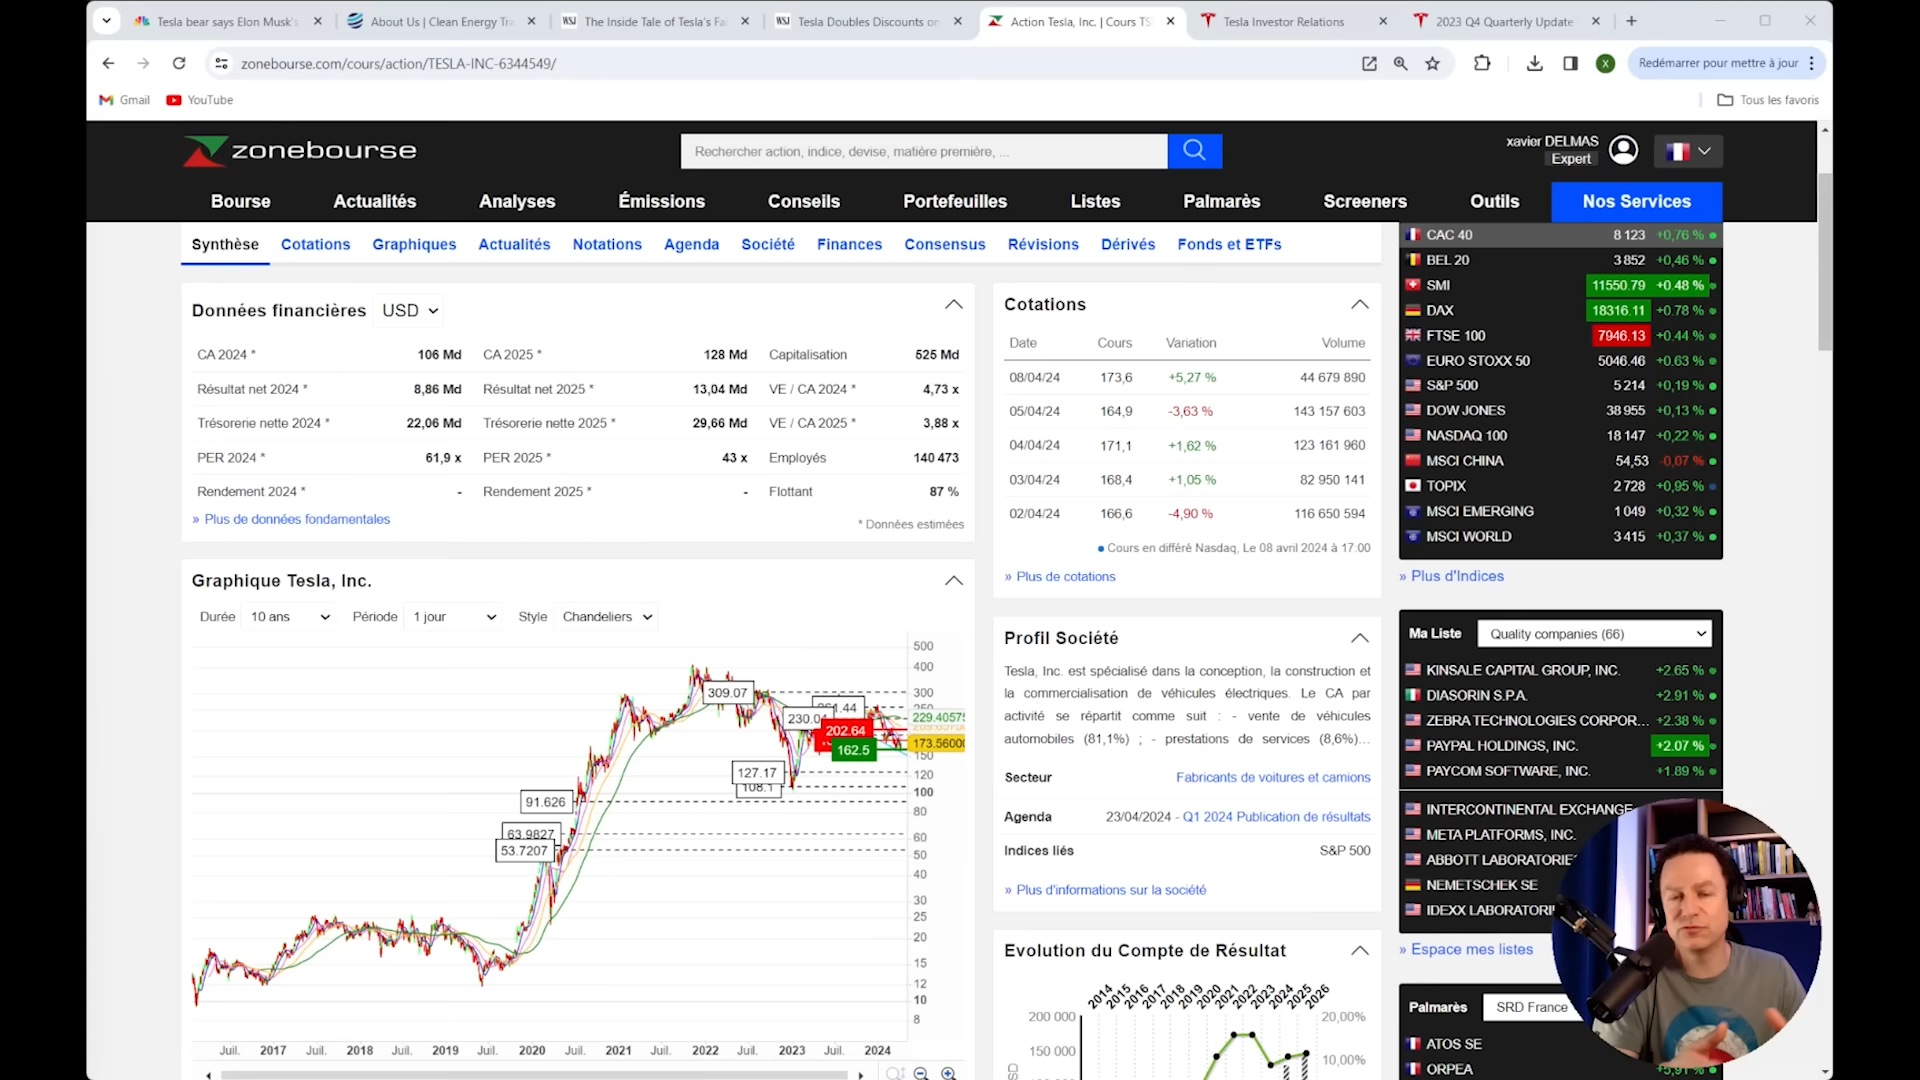 Tesla bear says Elon Musk's
About Us | Clean Energy Tra
The Inside Tale of Tesla's Fa
Tesla Doubles Discounts on
Action Tesla, Inc. | Cours TS
Tesla Investor Relations
2023 Q4 Quarterly Update
zonebourse.com/cours/action/TESLA-INC-6344549/
X
Redémarrer pour mettre à jour
Gmail
YouTube
Tous les favoris
zonebourse
Rechercher action, indice, devise, matière première, ...
xavier DELMAS
Expert
Bourse Actualités Analyses Émissions Conseils Portefeuilles Listes Palmarès Screeners Outils Nos Services
Synthèse Cotations Graphiques Actualités Notations Agenda Société Finances Consensus Révisions Dérivés Fonds et ETFs
Données financières USD
CA 2024 * 106 Md CA 2025 * 128 Md Capitalisation 525 Md
Résultat net 2024 * 8,86 Md Résultat net 2025 * 13,04 Md VE / CA 2024 * 4,73 x
Trésorerie nette 2024 * 22,06 Md Trésorerie nette 2025 * 29,66 Md VE / CA 2025 * 3,88 x
PER 2024 * 61,9 x PER 2025 * 43 x Employés 140 473
Rendement 2024 * - Rendement 2025 * - Flottant 87 %
» Plus de données fondamentales
* Données estimées
Graphique Tesla, Inc.
Durée 10 ans Période 1 jour Style Chandeliers
500
400
300
150
120
100
80
60
50
40
30
25
20
15
12
10
8
309.07
230.0
202.64
162.5
127.17
108.1
91.626
63.9827
53.7207
229.40575
173.56000
Juil. 2017 Juil. 2018 Juil. 2019 Juil. 2020 Juil. 2021 Juil. 2022 Juil. 2023 Juil. 2024
Cotations
Date Cours Variation Volume
08/04/24 173,6 +5,27 % 44 679 890
05/04/24 164,9 -3,63 % 143 157 603
04/04/24 171,1 +1,62 % 123 161 960
03/04/24 168,4 +1,05 % 82 950 141
02/04/24 166,6 -4,90 % 116 650 594
Cours en différé Nasdaq, Le 08 avril 2024 à 17:00
» Plus de cotations
Profil Société
Tesla, Inc. est spécialisé dans la conception, la construction et
la commercialisation de véhicules électriques. Le CA par
activité se répartit comme suit : - vente de véhicules
automobiles (81,1%) ; - prestations de services (8,6%)...
Secteur Fabricants de voitures et camions
Agenda 23/04/2024 - Q1 2024 Publication de résultats
Indices liés S&P 500
» Plus d'informations sur la société
Evolution du Compte de Résultat
2014 2015 2016 2017 2018 2019 2020 2021 2022 2023 2024 2025 2026
200 000 20,00%
150 000 10,00%
CAC 40 8 123 +0,76 %
BEL 20 3 852 +0,46 %
SMI 11550.79 +0.48 %
DAX 18316.11 +0.78 %
FTSE 100 7946.13 +0.44 %
EURO STOXX 50 5046.46 +0.63 %
S&P 500 5 214 +0,19 %
DOW JONES 38 955 +0,13 %
NASDAQ 100 18 147 +0,22 %
MSCI CHINA 54,53 -0,07 %
TOPIX 2 728 +0,95 %
MSCI EMERGING 1 049 +0,32 %
MSCI WORLD 3 415 +0,37 %
» Plus d'Indices
Ma Liste Quality companies (66)
KINSALE CAPITAL GROUP, INC. +2.65 %
DIASORIN S.P.A. +2.91 %
ZEBRA TECHNOLOGIES CORPOR... +2.38 %
PAYPAL HOLDINGS, INC. +2.07 %
PAYCOM SOFTWARE, INC. +1.89 %
INTERCONTINENTAL EXCHANGE
META PLATFORMS, INC.
ABBOTT LABORATORIE
NEMETSCHEK SE
IDEXX LABORATORI
» Espace mes listes
Palmarès SRD France
ATOS SE
ORPEA